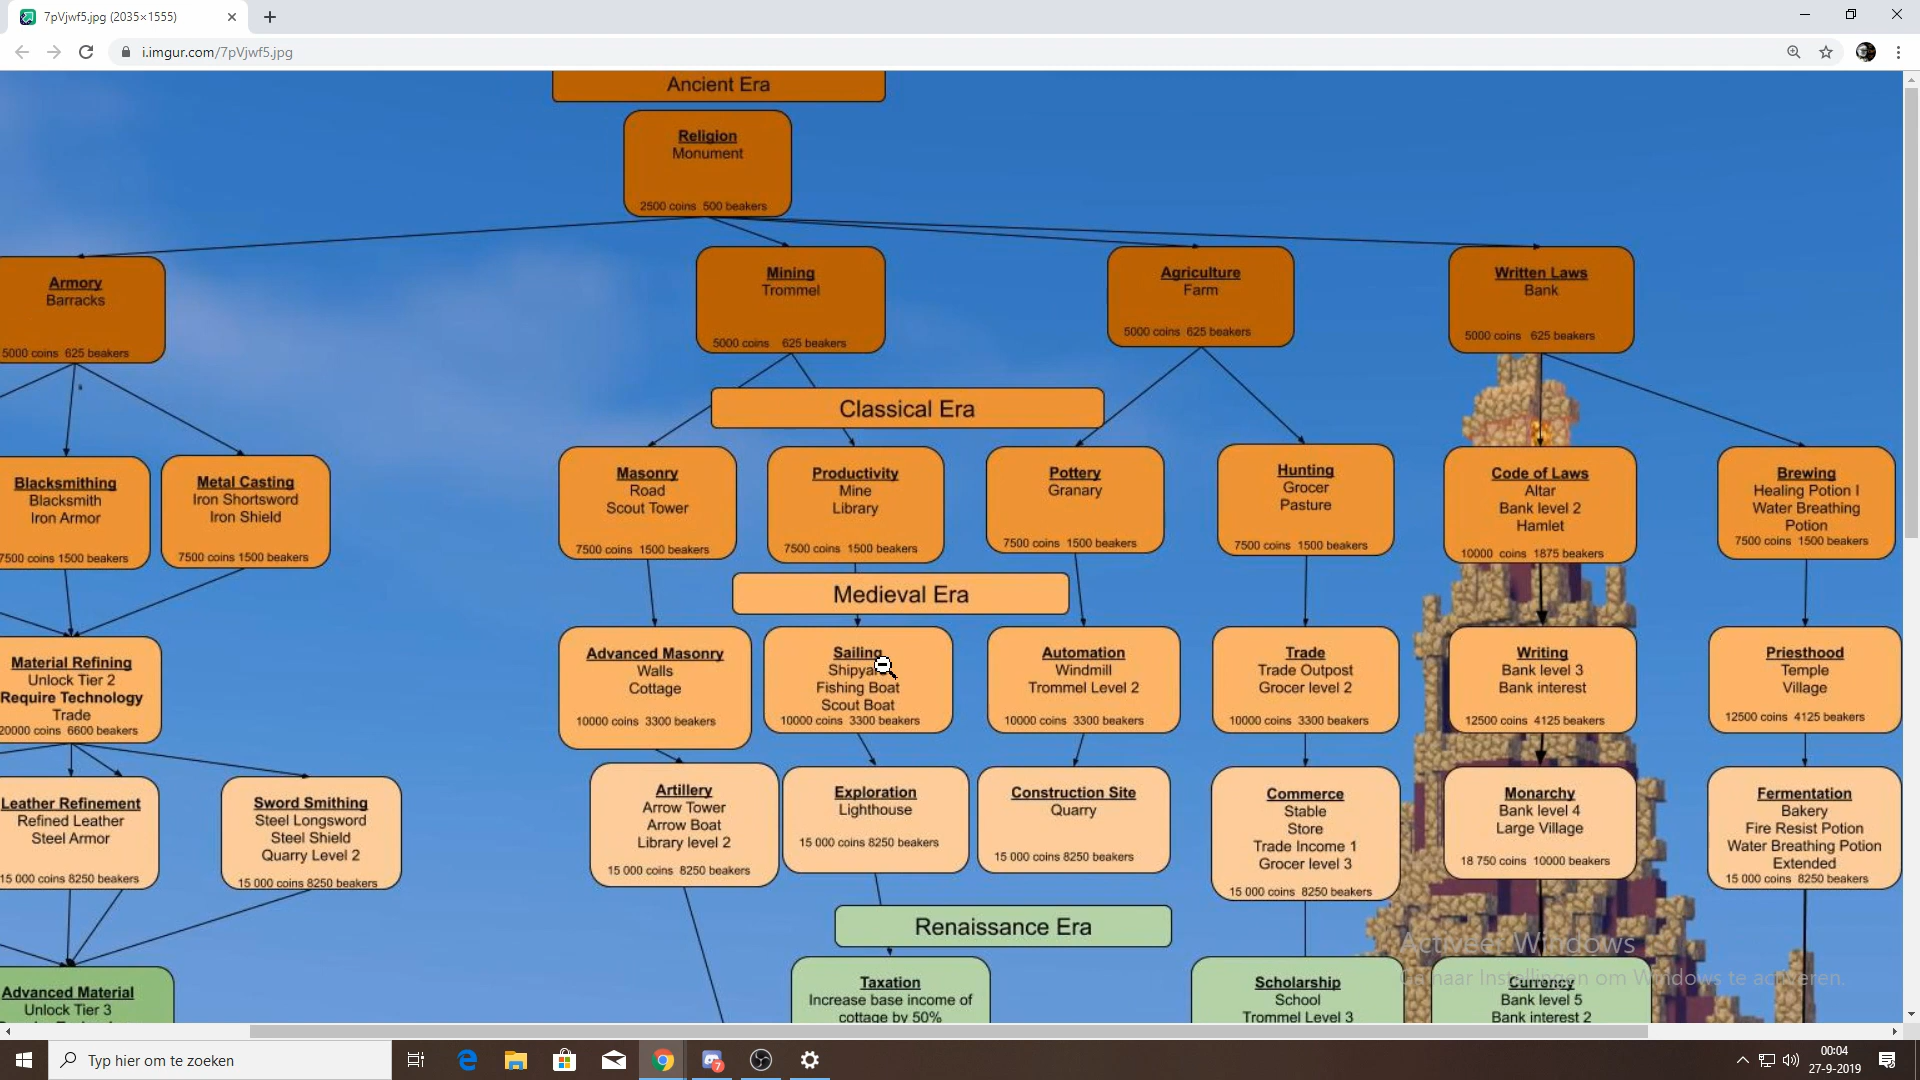 7pVjwf5.jpg (2035×1555)
i.imgur.com/7pVjwf5.jpg
Ancient Era
Religion
Monument
2500 coins 500 beakers
Armory
Barracks
5000 coins 625 beakers
Mining
Trommel
5000 coins 625 beakers
Agriculture
Farm
5000 coins 625 beakers
Written Laws
Bank
5000 coins 625 beakers
Classical Era
Blacksmithing
Blacksmith
Iron Armor
7500 coins 1500 beakers
Metal Casting
Iron Shortsword
Iron Shield
7500 coins 1500 beakers
Masonry
Road
Scout Tower
7500 coins 1500 beakers
Productivity
Mine
Library
7500 coins 1500 beakers
Pottery
Granary
7500 coins 1500 beakers
Hunting
Grocer
Pasture
7500 coins 1500 beakers
Code of Laws
Altar
Bank level 2
Hamlet
10000 coins 1875 beakers
Brewing
Healing Potion I
Water Breathing
Potion
7500 coins 1500 beakers
Medieval Era
Material Refining
Unlock Tier 2
Require Technology
Trade
20000 coins 6600 beakers
Advanced Masonry
Walls
Cottage
10000 coins 3300 beakers
Sailing
Fishing Boat
Scout Boat
10000 coins 3300 beakers
Automation
Windmill
Trommel Level 2
10000 coins 3300 beakers
Trade
Trade Outpost
Grocer level 2
10000 coins 3300 beakers
Writing
Bank level 3
Bank interest
12500 coins 4125 beakers
Priesthood
Temple
Village
12500 coins 4125 beakers
Leather Refinement
Refined Leather
Steel Armor
15 000 coins 8250 beakers
Sword Smithing
Steel Longsword
Steel Shield
Quarry Level 2
15 000 coins 8250 beakers
Artillery
Arrow Tower
Arrow Boat
Library level 2
15 000 coins 8250 beakers
Exploration
Lighthouse
15 000 coins 8250 beakers
Construction Site
Quarry
15 000 coins 8250 beakers
Commerce
Stable
Store
Trade Income 1
Grocer level 3
15 000 coins 8250 beakers
Monarchy
Bank level 4
Large Village
18 750 coins 10000 beakers
Fermentation
Bakery
Fire Resist Potion
Water Breathing Potion
Extended
15 000 coins 8250 beakers
Renaissance Era
Advanced Material
Unlock Tier 3
Taxation
Increase base income of
cottage by 50%
Scholarship
School
Trommel Level 3
Currency
Bank level 5
Bank interest 2
Activeer Windows
Ga naar Instellingen om Windows te activeren.
Typ hier om te zoeken
7
00:04
27-9-2019